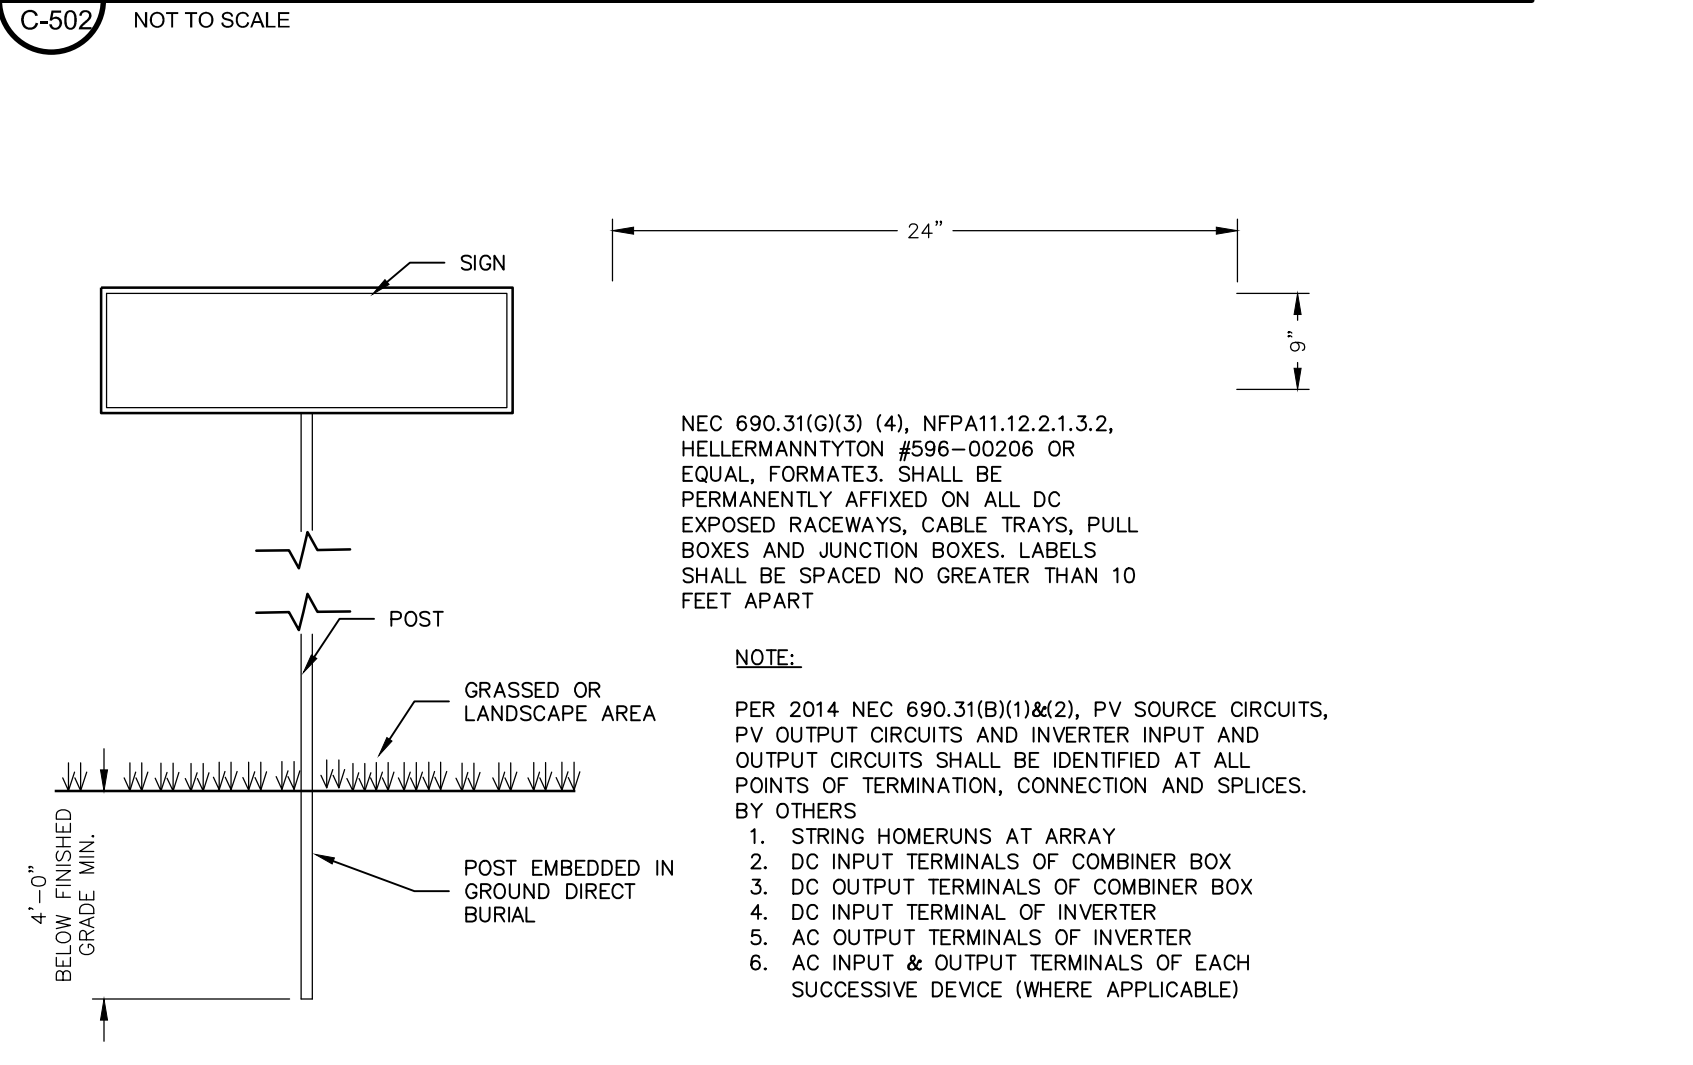 C-502
NOT TO SCALE
24"
SIGN
9"
NEC 690.31(G)(3) (4), NFPA11.12.2.1.3.2,
HELLERMANNTYTON #596-00206 OR
EQUAL, FORMATE3. SHALL BE
PERMANENTLY AFFIXED ON ALL DC
EXPOSED RACEWAYS, CABLE TRAYS, PULL
BOXES AND JUNCTION BOXES. LABELS
SHALL BE SPACED NO GREATER THAN 10
FEET APART
POST
GRASSED OR
LANDSCAPE AREA
4'-0"
BELOW FINISHED
GRADE MIN.
POST EMBEDDED IN
GROUND DIRECT
BURIAL
NOTE:
PER 2014 NEC 690.31(B)(1)&(2), PV SOURCE CIRCUITS,
PV OUTPUT CIRCUITS AND INVERTER INPUT AND
OUTPUT CIRCUITS SHALL BE IDENTIFIED AT ALL
POINTS OF TERMINATION, CONNECTION AND SPLICES.
BY OTHERS
1. STRING HOMERUNS AT ARRAY
2. DC INPUT TERMINALS OF COMBINER BOX
3. DC OUTPUT TERMINALS OF COMBINER BOX
4. DC INPUT TERMINAL OF INVERTER
5. AC OUTPUT TERMINALS OF INVERTER
6. AC INPUT & OUTPUT TERMINALS OF EACH
SUCCESSIVE DEVICE (WHERE APPLICABLE)